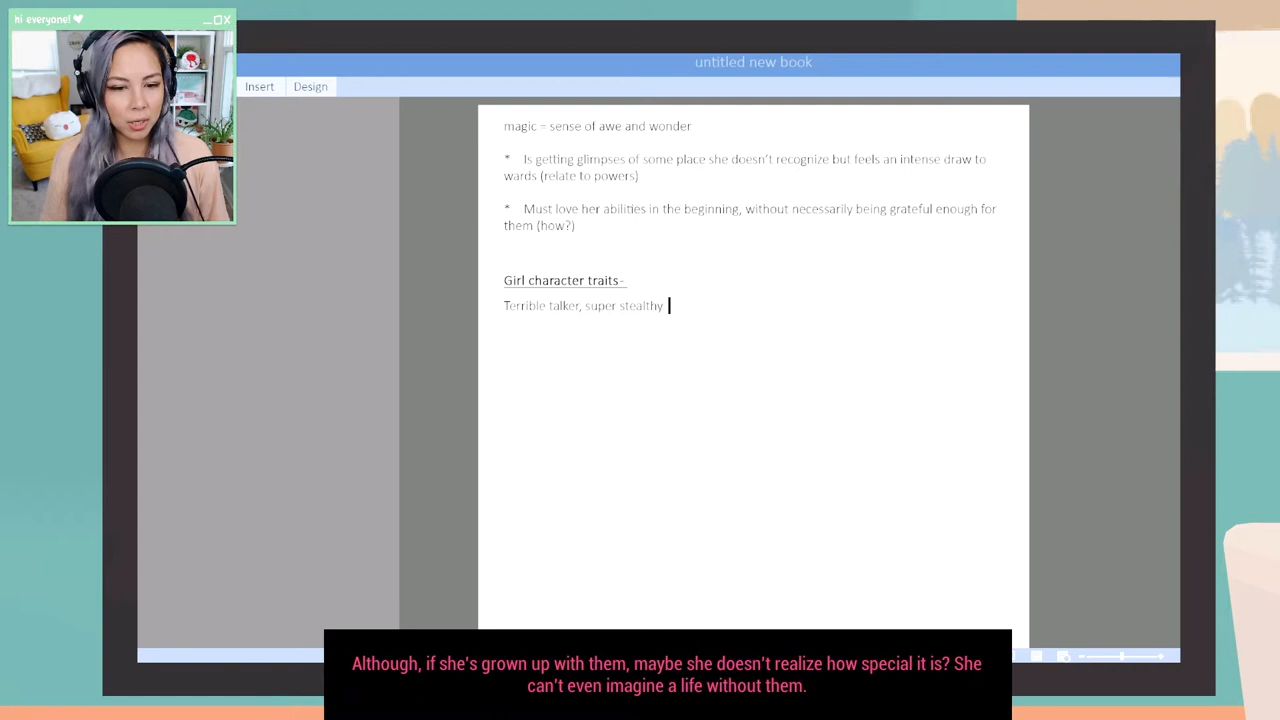 hi everyone! ♥
untitled new book
Insert Design
magic = sense of awe and wonder
* Is getting glimpses of some place she doesn't recognize but feels an intense draw to
wards (relate to powers)
* Must love her abilities in the beginning, without necessarily being grateful enough for
them (how?)
Girl character traits-
Terrible talker, super stealthy
Although, if she's grown up with them, maybe she doesn't realize how special it is? She
can't even imagine a life without them.